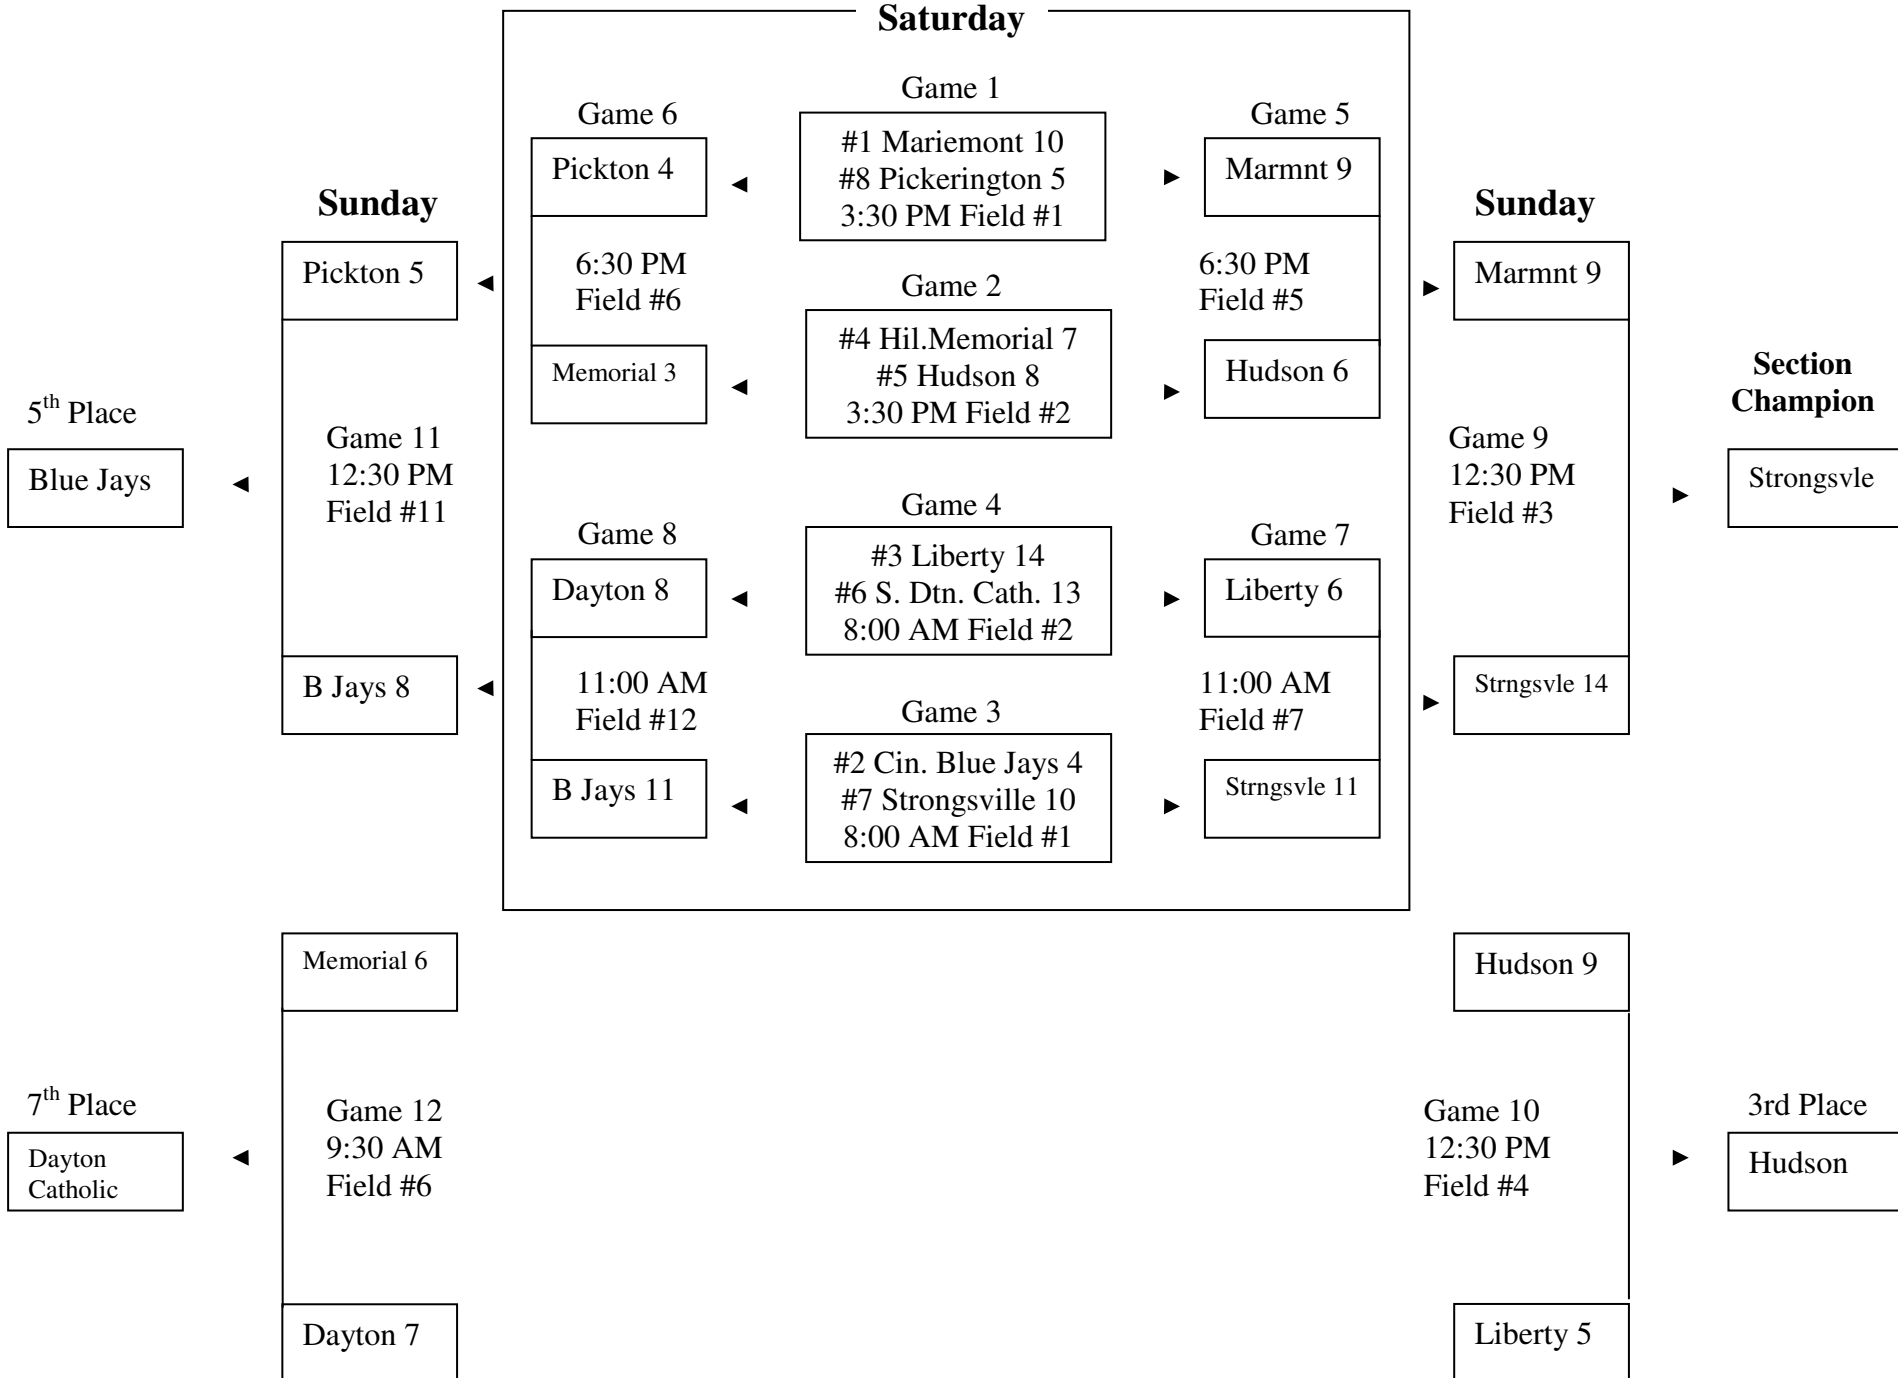 Saturday
Game 1
Game 6
Game 5
#1 Mariemont 10
#8 Pickerington 5
3:30 PM Field #1
Pickton 4
Marmnt 9
Sunday
Sunday
Pickton 5
6:30 PM
Field #6
6:30 PM
Field #5
Marmnt 9
Game 2
#4 Hil.Memorial 7
#5 Hudson 8
3:30 PM Field #2
Memorial 3
Hudson 6
Section
Champion
5th Place
Blue Jays
Game 11
12:30 PM
Field #11
Game 9
12:30 PM
Field #3
Strongsvle
Game 4
Game 8
Game 7
#3 Liberty 14
#6 S. Dtn. Cath. 13
8:00 AM Field #2
Dayton 8
Liberty 6
B Jays 8
11:00 AM
Field #12
11:00 AM
Field #7
Strngsvle 14
Game 3
#2 Cin. Blue Jays 4
#7 Strongsville 10
8:00 AM Field #1
B Jays 11
Strngsvle 11
Memorial 6
Hudson 9
7th Place
Dayton
Catholic
Game 12
9:30 AM
Field #6
Game 10
12:30 PM
Field #4
3rd Place
Hudson
Dayton 7
Liberty 5